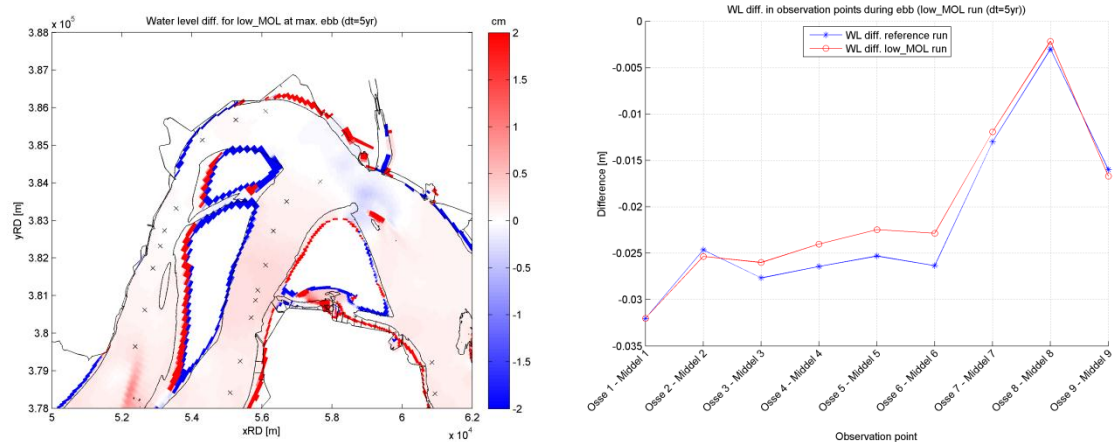 Water level diff. for low_MOL at max. ebb (dt=5yr)
x 10⁵
cm
3.88
3.87
3.86
3.85
3.84
3.83
3.82
3.81
3.8
3.79
3.78
yRD [m]
5
5.2
5.4
5.6
5.8
6
6.2
x 10⁴
xRD [m]
2
1.5
1
0.5
0
-0.5
-1
-1.5
-2
WL diff. in observation points during ebb (low_MOL run (dt=5yr))
WL diff. reference run
WL diff. low_MOL run
0
-0.005
-0.01
-0.015
-0.02
-0.025
-0.03
-0.035
Difference [m]
Osse 1 - Middel 1
Osse 2 - Middel 2
Osse 3 - Middel 3
Osse 4 - Middel 4
Osse 5 - Middel 5
Osse 6 - Middel 6
Osse 7 - Middel 7
Osse 8 - Middel 8
Osse 9 - Middel 9
Observation point